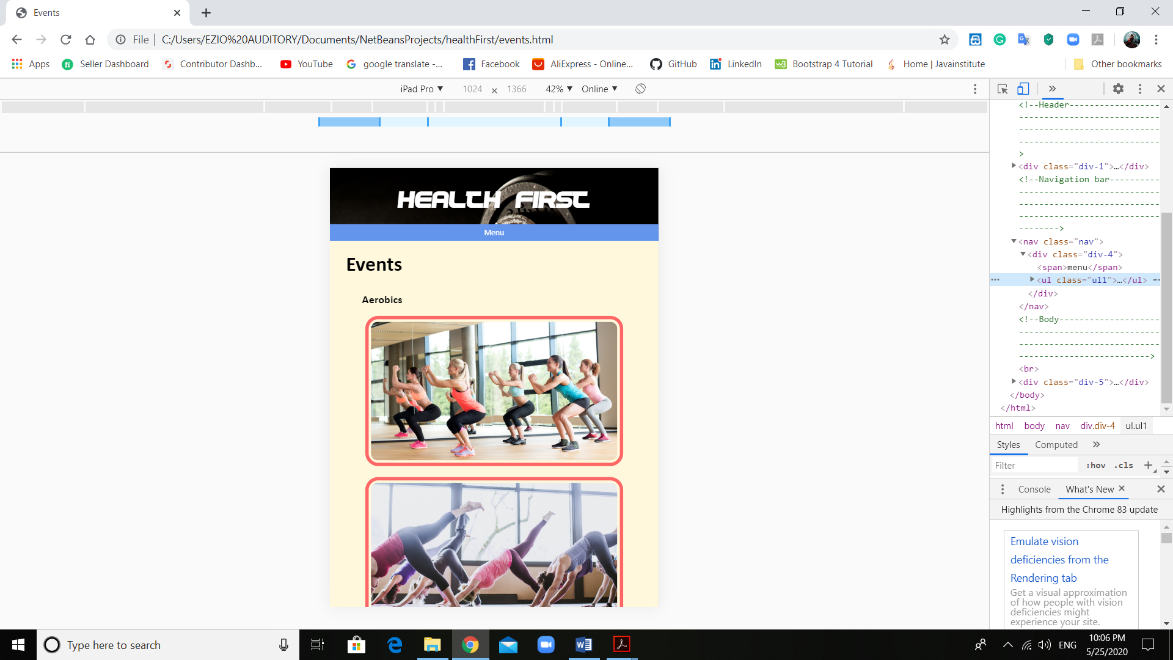 Events
File | C:/Users/EZIO%20AUDITORY/Documents/NetBeansProjects/healthFirst/events.html
Apps Seller Dashboard Contributor Dashb... YouTube google translate -... Facebook AliExpress - Online... GitHub LinkedIn Bootstrap 4 Tutorial Home | Javainstitute Other bookmarks
iPad Pro ▼ 1024 x 1366 42% ▼ Online ▼
HEALTH FIRST
Menu
Events
Aerobics
<!--Header-------------------
------------------------------
------------------------------
------------------------------
>
<div class="div-1">…</div>
<!--Navigation bar-----------
------------------------------
------------------------------
------------------------------
-------->
<nav class="nav">
<div class="div-4">
<span>menu</span>
<ul class="ul1">…</ul>
</div>
</nav>
<!--Body---------------------
------------------------------
------------------------------
--------------------------->
<br>
<div class="div-5">…</div>
</body>
</html>
html body nav div.div-4 ul.ul1
Styles Computed »
Filter :hov .cls +
Console What's New ×
Highlights from the Chrome 83 update
Emulate vision
deficiencies from the
Rendering tab
Get a visual approximation
of how people with vision
deficiencies might
experience your site.
Type here to search
ENG
10:06 PM
5/25/2020